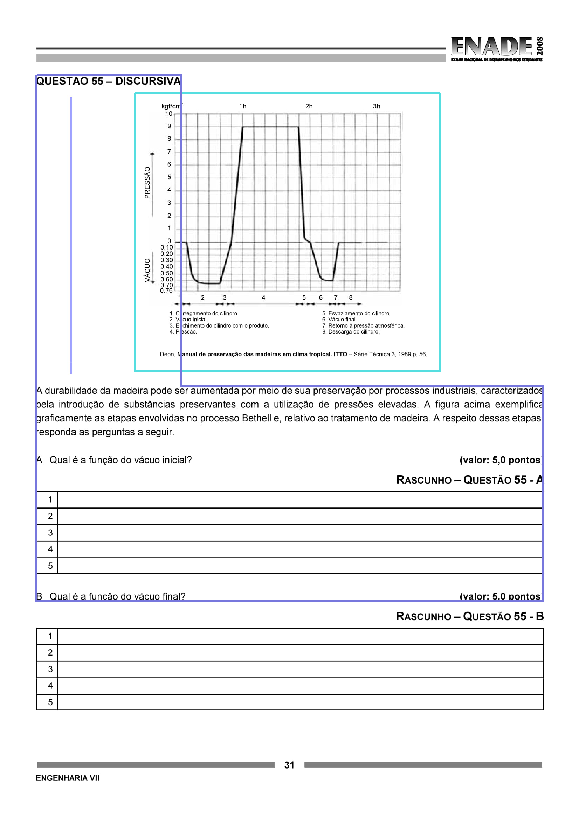 ENADE 2008
EXAME NACIONAL DE DESEMPENHO DOS ESTUDANTES
QUESTÃO 55 – DISCURSIVA
kgf/cm² 1h 2h 3h
10
9
8
7
6
5
4
3
2
1
0
0,10
0,20
0,30
0,40
0,50
0,60
0,70
0,76
PRESSÃO
VÁCUO
2 3 4 5 6 7 8
1. Carregamento do cilindro.
2. Vácuo inicial.
3. Enchimento do cilindro com o produto.
4. Pressão.
5. Esvaziamento do cilindro.
6. Vácuo final.
7. Retorno à pressão atmosférica.
8. Descarga do cilindro.
Manual de preservação das madeiras em clima tropical. ITTO – Série Técnica 3, 1989 p. 56.
A durabilidade da madeira pode ser aumentada por meio de sua preservação por processos industriais, caracterizados
pela introdução de substâncias preservantes com a utilização de pressões elevadas. A figura acima exemplifica
graficamente as etapas envolvidas no processo Bethell e, relativo ao tratamento de madeira. A respeito dessas etapas
responda as perguntas a seguir.
A Qual é a função do vácuo inicial? (valor: 5,0 pontos
RASCUNHO – QUESTÃO 55 - A
1
2
3
4
5
B Qual é a função do vácuo final? (valor: 5,0 pontos
RASCUNHO – QUESTÃO 55 - B
1
2
3
4
5
31
ENGENHARIA VII